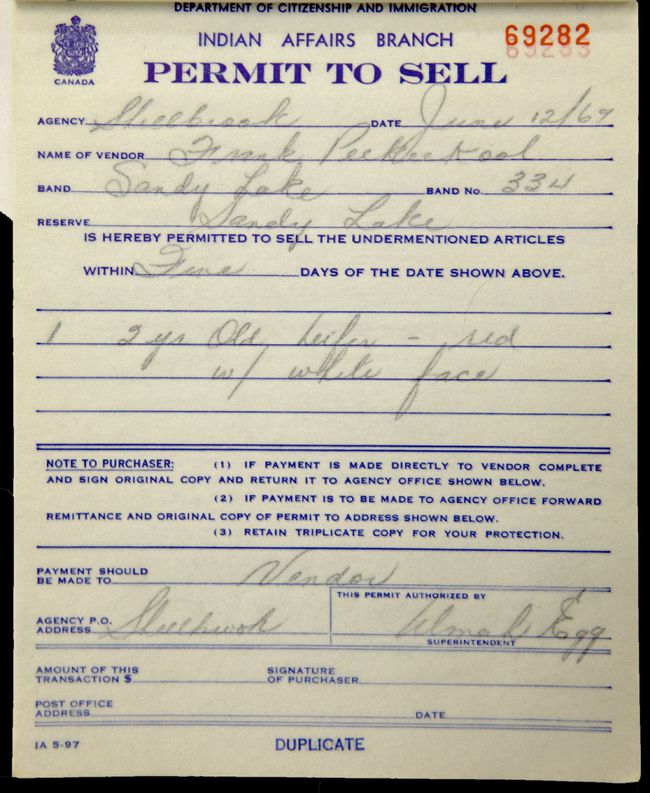 DEPARTMENT OF CITIZENSHIP AND IMMIGRATION
INDIAN AFFAIRS BRANCH
69282
CANADA
PERMIT TO SELL
AGENCY Shellbrook DATE June 12/69
NAME OF VENDOR Frank
BAND Sandy Lake BAND No. 334
RESERVE Sandy Lake
IS HEREBY PERMITTED TO SELL THE UNDERMENTIONED ARTICLES
WITHIN Five DAYS OF THE DATE SHOWN ABOVE.
1 2 yr Old heifer - red
w/ white face
NOTE TO PURCHASER: (1) IF PAYMENT IS MADE DIRECTLY TO VENDOR COMPLETE
AND SIGN ORIGINAL COPY AND RETURN IT TO AGENCY OFFICE SHOWN BELOW.
(2) IF PAYMENT IS TO BE MADE TO AGENCY OFFICE FORWARD
REMITTANCE AND ORIGINAL COPY OF PERMIT TO ADDRESS SHOWN BELOW.
(3) RETAIN TRIPLICATE COPY FOR YOUR PROTECTION.
PAYMENT SHOULD
BE MADE TO Vendor
THIS PERMIT AUTHORIZED BY
AGENCY P.O.
ADDRESS Shellbrook
SUPERINTENDENT
AMOUNT OF THIS
TRANSACTION $
SIGNATURE
OF PURCHASER
POST OFFICE
ADDRESS DATE
IA 5-97 DUPLICATE